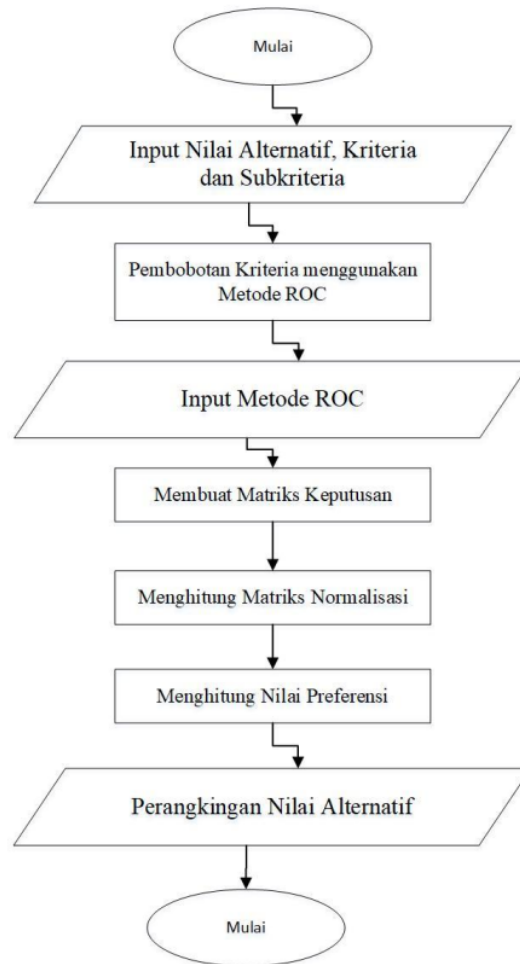 Mulai
Input Nilai Alternatif, Kriteria
dan Subkriteria
Pembobotan Kriteria menggunakan
Metode ROC
Input Metode ROC
Membuat Matriks Keputusan
Menghitung Matriks Normalisasi
Menghitung Nilai Preferensi
Perangkingan Nilai Alternatif
Mulai